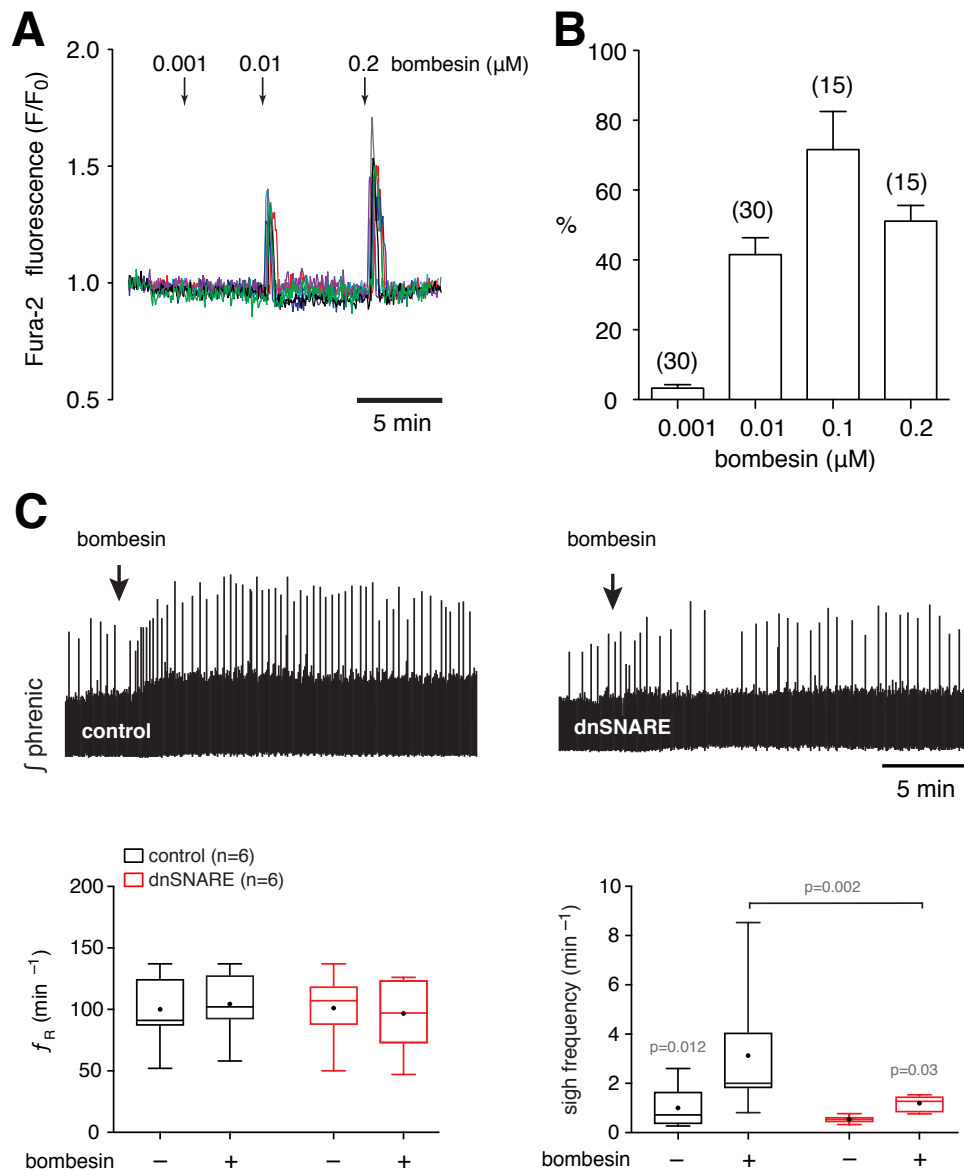 A
2.0
1.5
1.0
0.5
Fura-2 fluorescence (F/F0)
0.001 0.01 0.2 bombesin (μM)
5 min
B
100
80
60
40
20
0
%
(30) (30) (15) (15)
0.001 0.01 0.1 0.2
bombesin (μM)
C
bombesin
∫ phrenic
control
bombesin
dnSNARE
5 min
control (n=6)
dnSNARE (n=6)
200
150
100
50
0
fR (min −1)
bombesin − + − +
10
8
6
4
2
0
sigh frequency (min −1)
p=0.002
p=0.012
p=0.03
bombesin − + − +